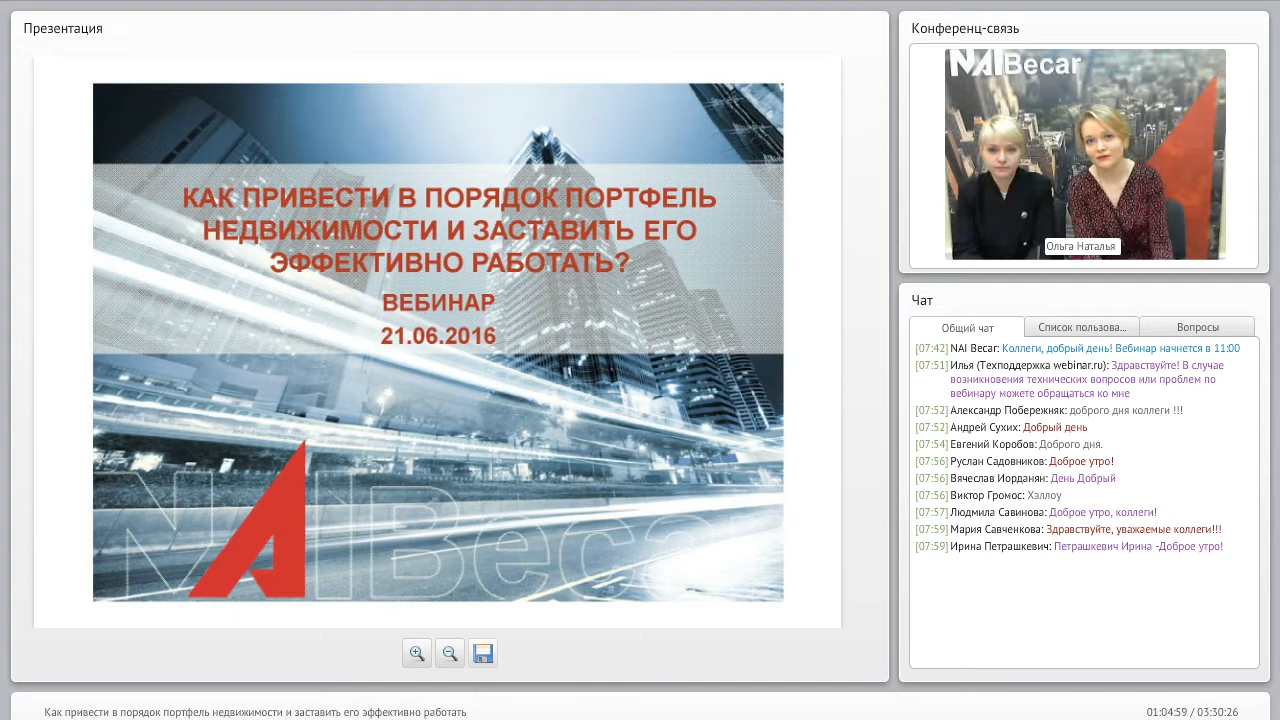 Презентация
КАК ПРИВЕСТИ В ПОРЯДОК ПОРТФЕЛЬ
НЕДВИЖИМОСТИ И ЗАСТАВИТЬ ЕГО
ЭФФЕКТИВНО РАБОТАТЬ?
ВЕБИНАР
21.06.2016
NAI Becar
Конференц-связь
NAI Becar
Ольга Наталья
Чат
Общий чат
Список пользова...
Вопросы
[07:42] NAI Becar: Коллеги, добрый день! Вебинар начнется в 11:00
[07:51] Илья (Техподдержка webinar.ru): Здравствуйте! В случае
возникновения технических вопросов или проблем по
вебинару можете обращаться ко мне
[07:52] Александр Побережняк: доброго дня коллеги !!!
[07:52] Андрей Сухих: Добрый день
[07:54] Евгений Коробов: Доброго дня.
[07:56] Руслан Садовников: Доброе утро!
[07:56] Вячеслав Иорданян: День Добрый
[07:56] Виктор Громос: Хэллоу
[07:57] Людмила Савинова: Доброе утро, коллеги!
[07:59] Мария Савченкова: Здравствуйте, уважаемые коллеги!!!
[07:59] Ирина Петрашкевич: Петрашкевич Ирина -Доброе утро!
Как привести в порядок портфель недвижимости и заставить его эффективно работать
01:04:59 / 03:30:26